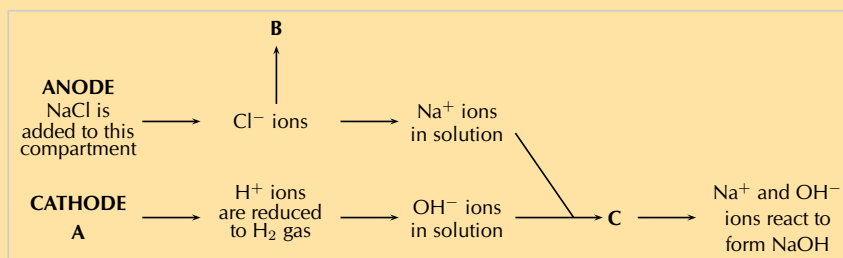 B
ANODE
NaCl is
added to this
compartment
Cl⁻ ions
Na⁺ ions
in solution
CATHODE
A
H⁺ ions
are reduced
to H₂ gas
OH⁻ ions
in solution
C
Na⁺ and OH⁻
ions react to
form NaOH